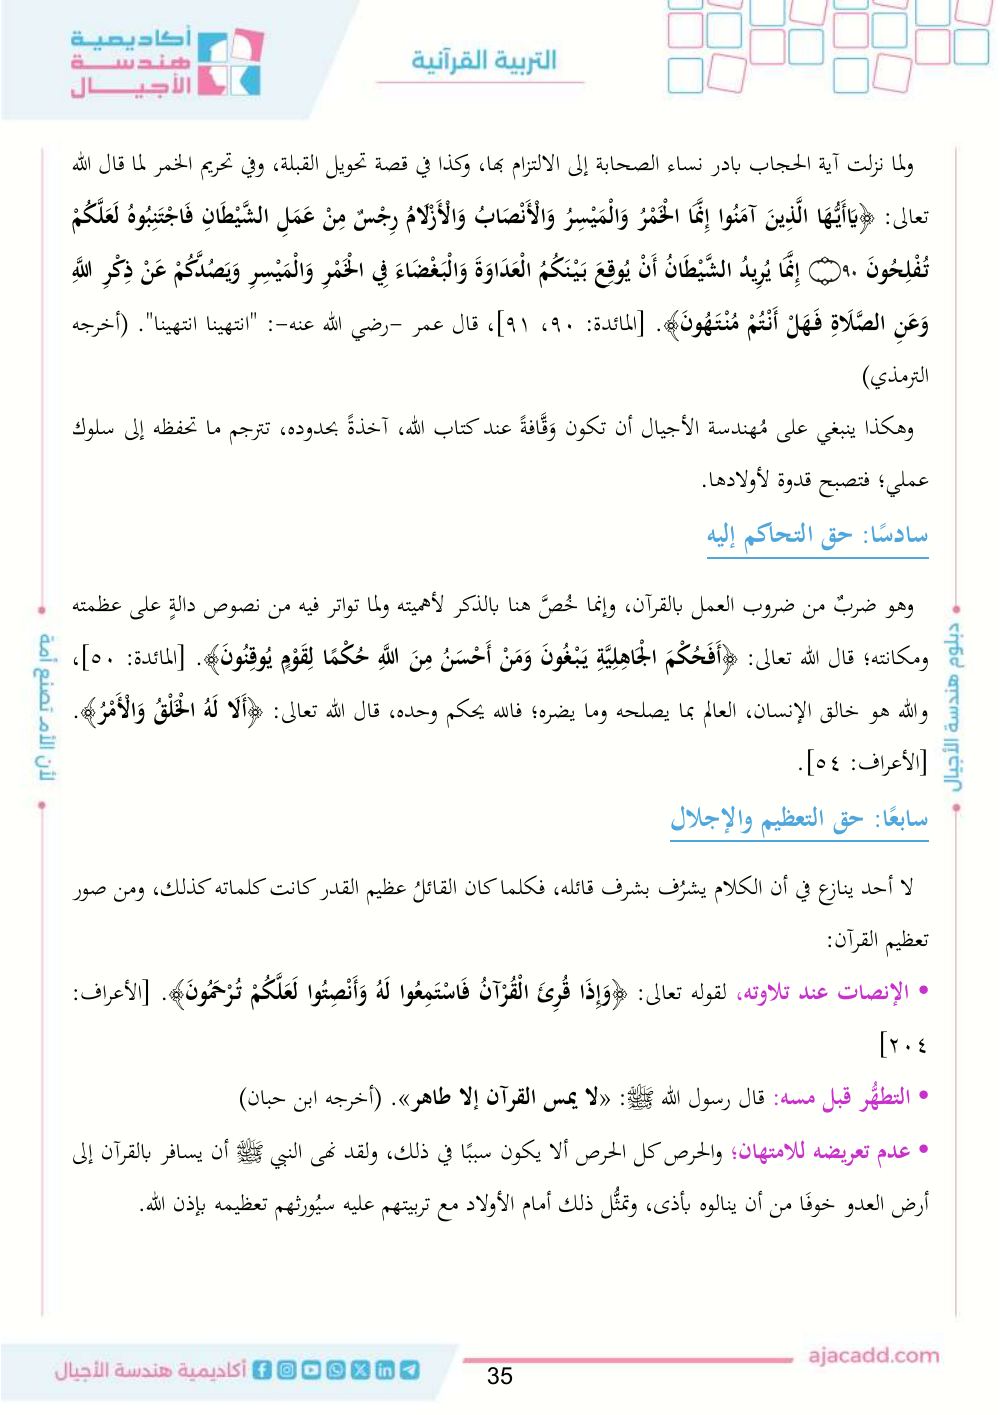 أكاديمية
هندسة
الأجيال
التربية القرآنية
ولما نزلت آية الحجاب بادر نساء الصحابة إلى الالتزام بها، وكذا في قصة تحويل القبلة، وفي تحريم الخمر لما قال الله
تعالى: ﴿يَاأَيُّهَا الَّذِينَ آمَنُوا إِنَّمَا الْخَمْرُ وَالْمَيْسِرُ وَالْأَنْصَابُ وَالْأَزْلَامُ رِجْسٌ مِنْ عَمَلِ الشَّيْطَانِ فَاجْتَنِبُوهُ لَعَلَّكُمْ
تُفْلِحُونَ ۝٩٠ إِنَّمَا يُرِيدُ الشَّيْطَانُ أَنْ يُوقِعَ بَيْنَكُمُ الْعَدَاوَةَ وَالْبَغْضَاءَ فِي الْخَمْرِ وَالْمَيْسِرِ وَيَصُدَّكُمْ عَنْ ذِكْرِ اللَّهِ
وَعَنِ الصَّلَاةِ فَهَلْ أَنْتُمْ مُنْتَهُونَ﴾. [المائدة: ٩٠، ٩١]، قال عمر -رضي الله عنه-: "انتهينا انتهينا". (أخرجه
الترمذي)
وهكذا ينبغي على مُهندسة الأجيال أن تكون وَقَّافةً عند كتاب الله، آخذةً بحدوده، تترجم ما تحفظه إلى سلوك
عملي؛ فتصبح قدوة لأولادها.
سادسًا: حق التحاكم إليه
وهو ضربٌ من ضروب العمل بالقرآن، وإنما خُصَّ هنا بالذكر لأهميته ولما تواتر فيه من نصوص دالةٍ على عظمته
ومكانته؛ قال الله تعالى: ﴿أَفَحُكْمَ الْجَاهِلِيَّةِ يَبْغُونَ وَمَنْ أَحْسَنُ مِنَ اللَّهِ حُكْمًا لِقَوْمٍ يُوقِنُونَ﴾. [المائدة: ٥٠]،
والله هو خالق الإنسان، العالم بما يصلحه وما يضره؛ فالله يحكم وحده، قال الله تعالى: ﴿أَلَا لَهُ الْخَلْقُ وَالْأَمْرُ﴾.
[الأعراف: ٥٤].
سابعًا: حق التعظيم والإجلال
لا أحد ينازع في أن الكلام يشرُف بشرف قائله، فكلما كان القائلُ عظيم القدر كانت كلماته كذلك، ومن صور
تعظيم القرآن:
• الإنصات عند تلاوته، لقوله تعالى: ﴿وَإِذَا قُرِئَ الْقُرْآنُ فَاسْتَمِعُوا لَهُ وَأَنْصِتُوا لَعَلَّكُمْ تُرْحَمُونَ﴾. [الأعراف:
٢٠٤]
• التطهُّر قبل مسه: قال رسول الله ﷺ: «لا يمس القرآن إلا طاهر». (أخرجه ابن حبان)
• عدم تعريضه للامتهان؛ والحرص كل الحرص ألا يكون سببًا في ذلك، ولقد نهى النبي ﷺ أن يسافر بالقرآن إلى
أرض العدو خوفًا من أن ينالوه بأذى، وتمثُّل ذلك أمام الأولاد مع تربيتهم عليه سيُورثهم تعظيمه بإذن الله.
دبلوم هندسة الأجيال
لأن الأم تصنع أمة
ajacadd.com
35
أكاديمية هندسة الأجيال